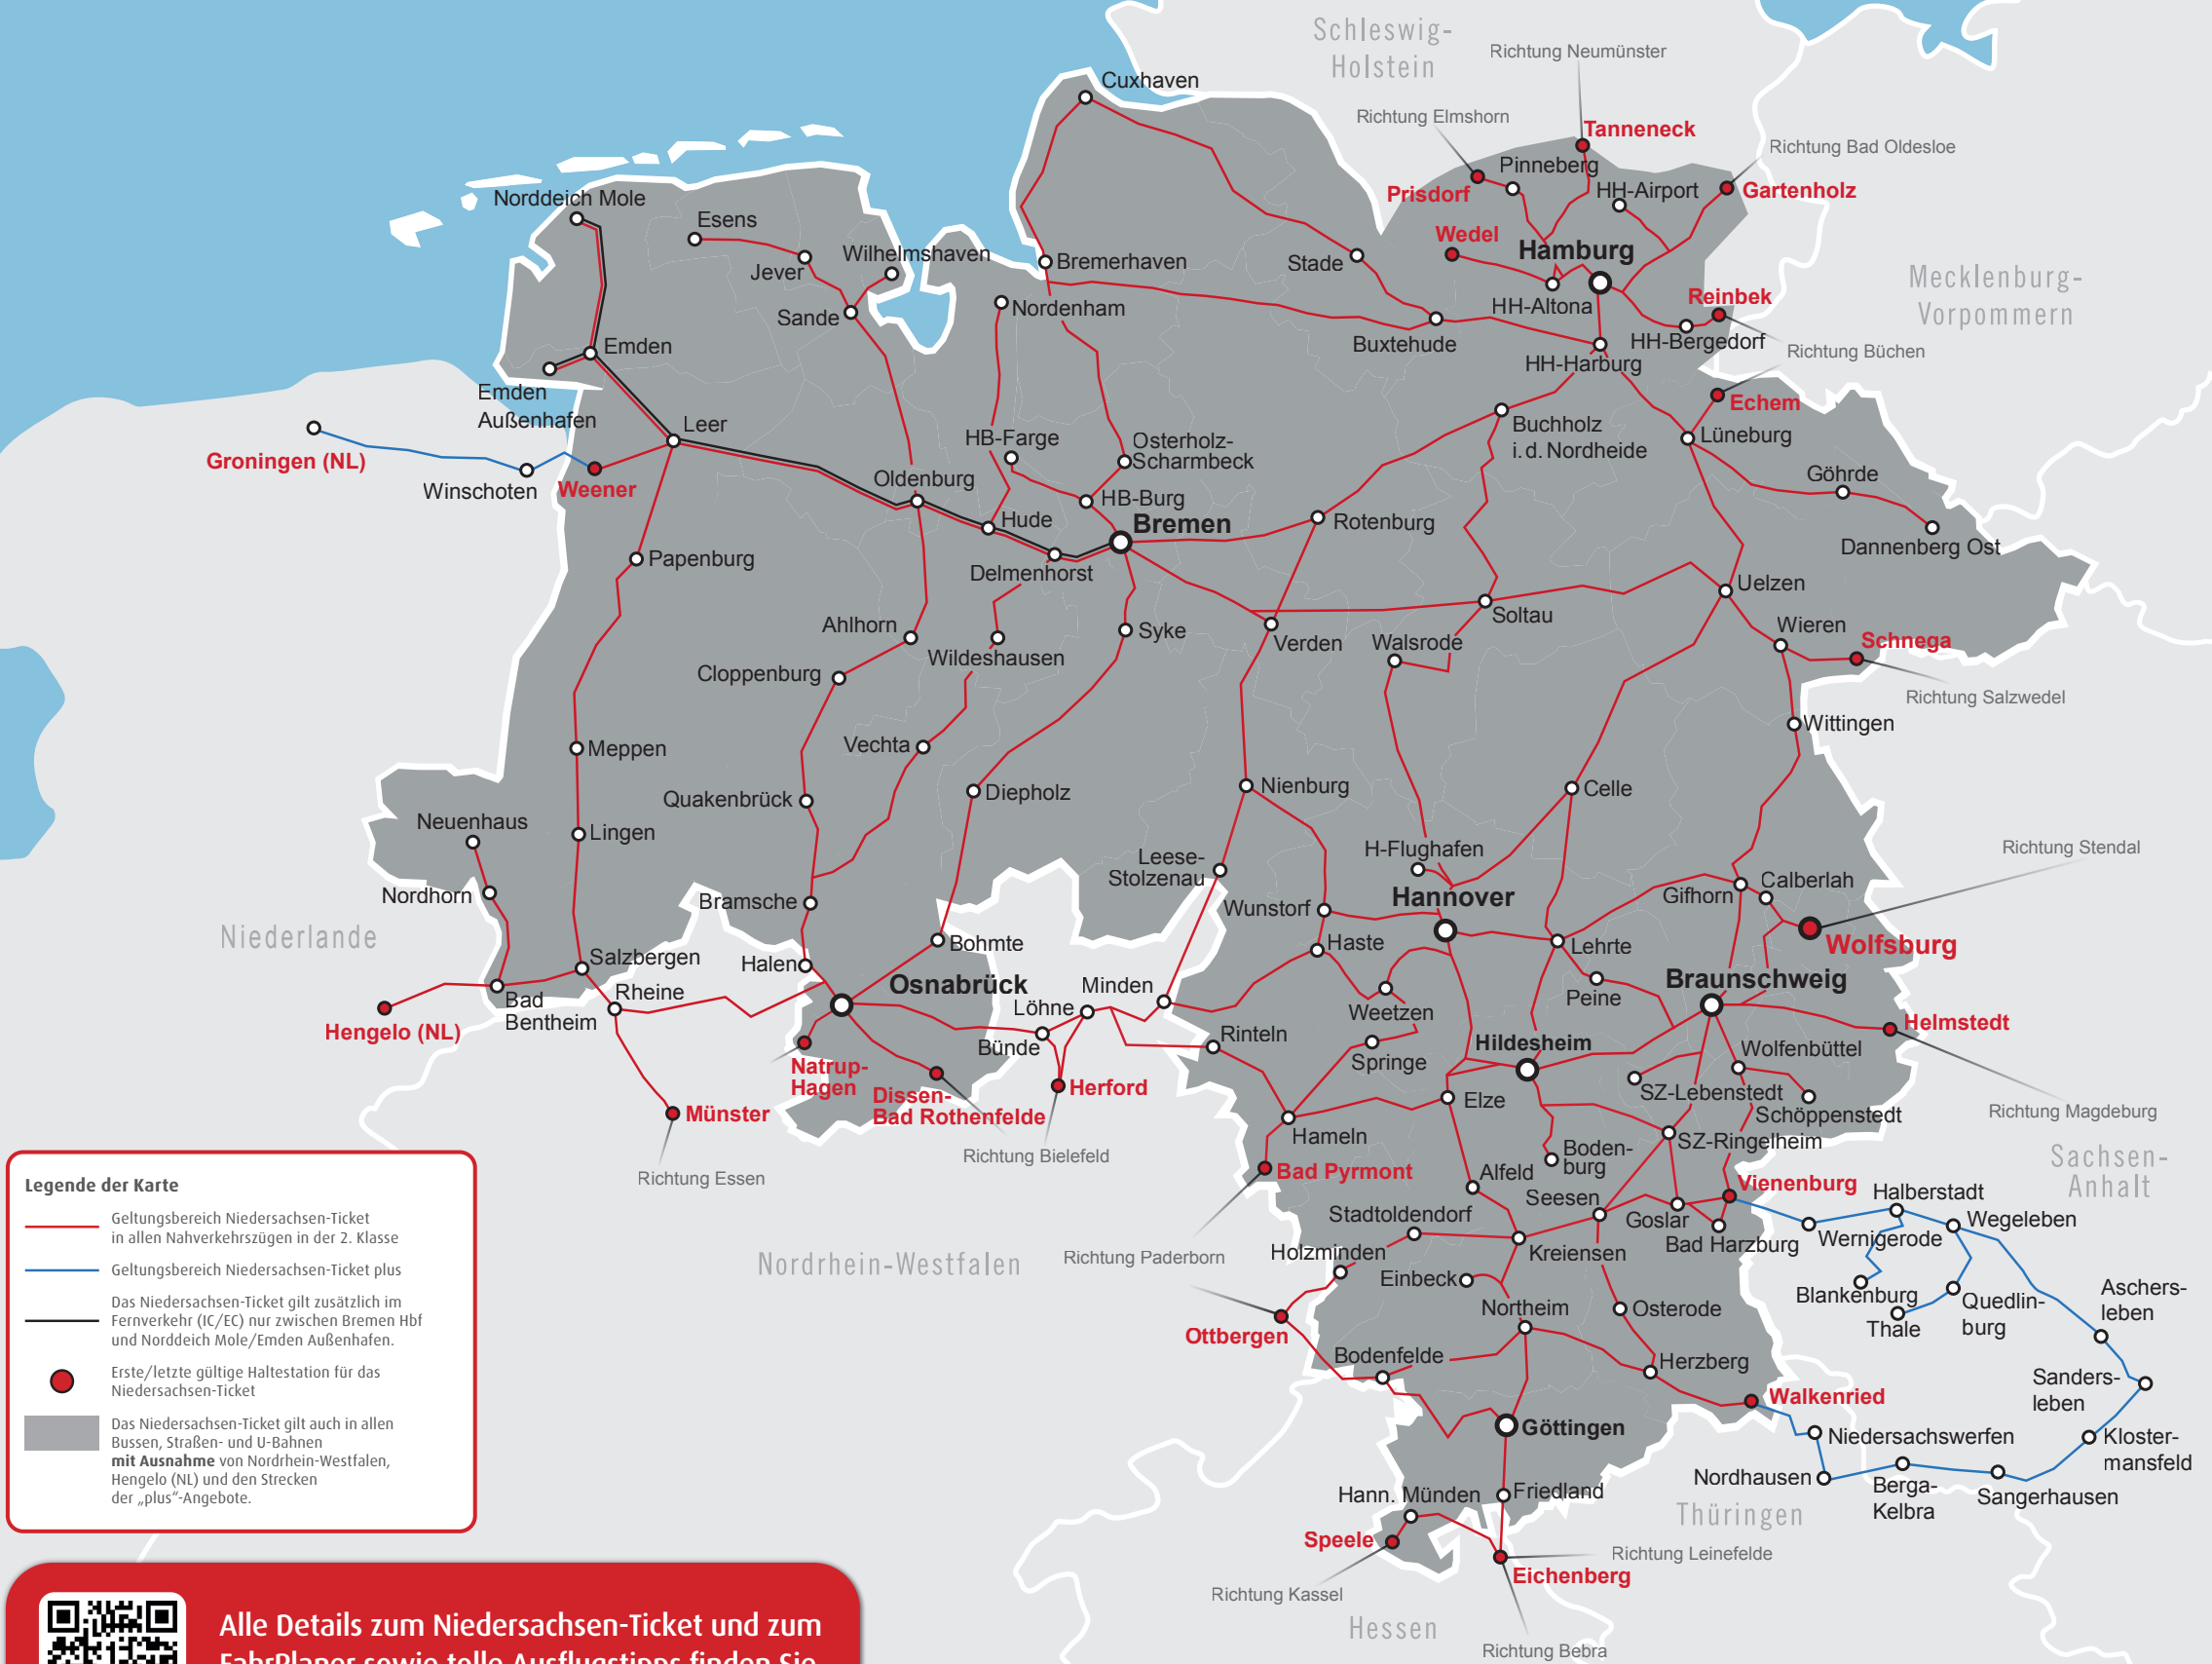 Schleswig-
Holstein
Richtung Neumünster
Cuxhaven
Richtung Elmshorn
Tanneneck
Richtung Bad Oldesloe
Pinneberg
HH-Airport
Prisdorf
Gartenholz
Norddeich Mole
Esens
Wedel
Hamburg
Wilhelmshaven
Jever
Bremerhaven
Stade
Mecklenburg-
Vorpommern
Nordenham
HH-Altona
Reinbek
Sande
Emden
Buxtehude
HH-Bergedorf
Richtung Büchen
HH-Harburg
Emden
Außenhafen
Echem
Leer
Buchholz
i.d. Nordheide
Lüneburg
HB-Farge
Osterholz-
Scharmbeck
Groningen (NL)
Göhrde
Winschoten
Weener
Oldenburg
HB-Burg
Hude
Bremen
Rotenburg
Dannenberg Ost
Papenburg
Delmenhorst
Uelzen
Soltau
Ahlhorn
Syke
Wieren
Verden
Walsrode
Schnega
Wildeshausen
Cloppenburg
Richtung Salzwedel
Wittingen
Meppen
Vechta
Nienburg
Celle
Diepholz
Quakenbrück
Neuenhaus
Lingen
Richtung Stendal
H-Flughafen
Leese-
Stolzenau
Calberlah
Nordhorn
Bramsche
Hannover
Gifhorn
Wunstorf
Niederlande
Haste
Lehrte
Wolfsburg
Bohmte
Salzbergen
Halen
Braunschweig
Osnabrück
Minden
Peine
Rheine
Bad
Bentheim
Löhne
Weetzen
Hengelo (NL)
Helmstedt
Rinteln
Bünde
Hildesheim
Wolfenbüttel
Springe
Natrup-
Hagen
Dissen-
Bad Rothenfelde
Herford
SZ-Lebenstedt
Elze
Münster
Schöppenstedt
Richtung Magdeburg
Hameln
SZ-Ringelheim
Boden-
burg
Sachsen-
Anhalt
Richtung Bielefeld
Bad Pyrmont
Alfeld
Richtung Essen
Vienenburg
Halberstadt
Seesen
Stadtoldendorf
Goslar
Wegeleben
Wernigerode
Bad Harzburg
Kreiensen
Holzminden
Richtung Paderborn
Nordrhein-Westfalen
Einbeck
Blankenburg
Aschers-
leben
Northeim
Osterode
Quedlin-
burg
Thale
Ottbergen
Bodenfelde
Herzberg
Sanders-
leben
Walkenried
Göttingen
Niedersachswerfen
Kloster-
mansfeld
Nordhausen
Berga-
Kelbra
Sangerhausen
Hann. Münden
Friedland
Thüringen
Speele
Richtung Leinefelde
Eichenberg
Richtung Kassel
Hessen
Richtung Bebra
Legende der Karte
Geltungsbereich Niedersachsen-Ticket
in allen Nahverkehrszügen in der 2. Klasse
Geltungsbereich Niedersachsen-Ticket plus
Das Niedersachsen-Ticket gilt zusätzlich im
Fernverkehr (IC/EC) nur zwischen Bremen Hbf
und Norddeich Mole/Emden Außenhafen.
Erste/letzte gültige Haltestation für das
Niedersachsen-Ticket
Das Niedersachsen-Ticket gilt auch in allen
Bussen, Straßen- und U-Bahnen
mit Ausnahme von Nordrhein-Westfalen,
Hengelo (NL) und den Strecken
der „plus“-Angebote.
Alle Details zum Niedersachsen-Ticket und zum
FahrPlaner sowie tolle Ausflugstipps finden Sie